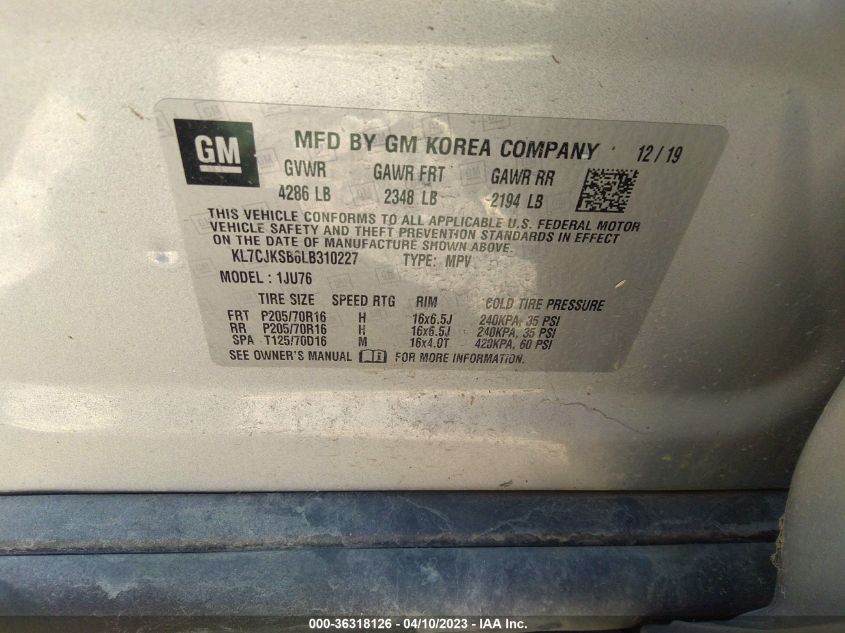 GM
MFD BY GM KOREA COMPANY 12/19
GVWR GAWR FRT GAWR RR
4286 LB 2348 LB 2194 LB
THIS VEHICLE CONFORMS TO ALL APPLICABLE U.S. FEDERAL MOTOR
VEHICLE SAFETY AND THEFT PREVENTION STANDARDS IN EFFECT
ON THE DATE OF MANUFACTURE SHOWN ABOVE.
KL7CJKSB6LB310227 TYPE: MPV
MODEL : 1JU76
TIRE SIZE SPEED RTG RIM COLD TIRE PRESSURE
FRT P205/70R16 H 16x6.5J 240KPA, 35 PSI
RR P205/70R16 H 16x6.5J 240KPA, 35 PSI
SPA T125/70D16 M 16x4.0T 420KPA, 60 PSI
SEE OWNER'S MANUAL FOR MORE INFORMATION.
000-36318126 - 04/10/2023 - IAA Inc.